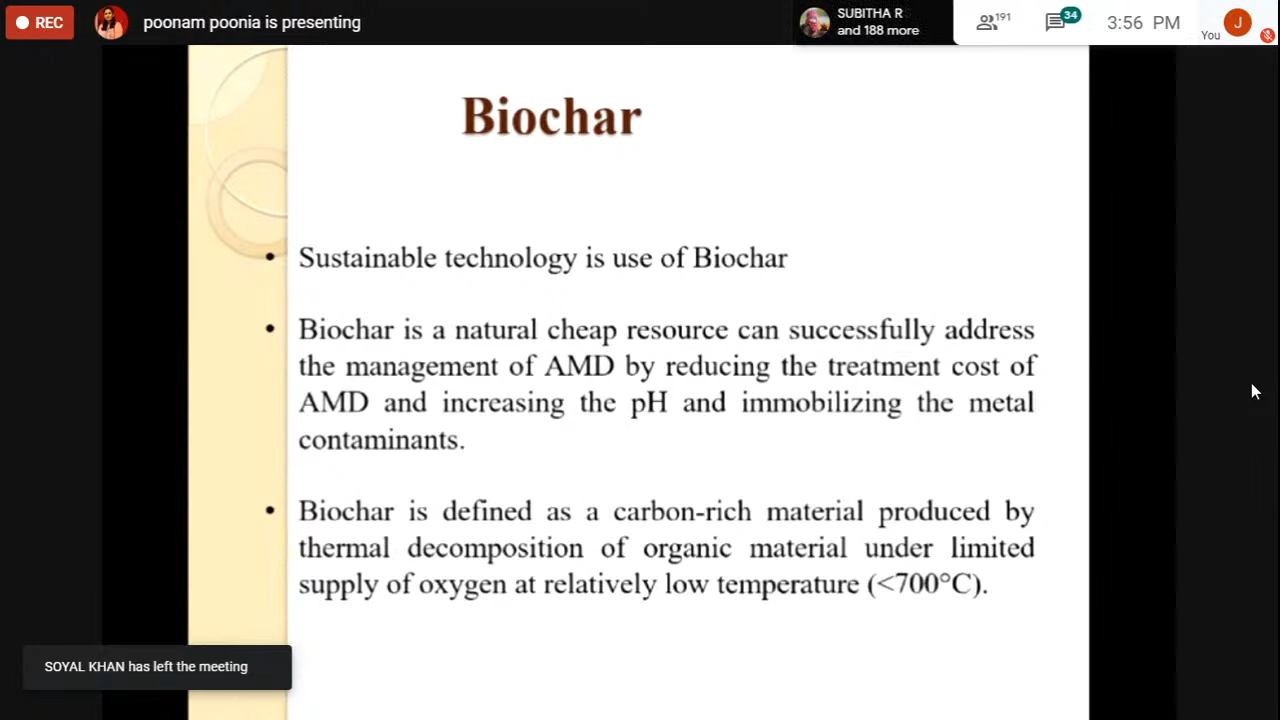 REC
poonam poonia is presenting
SUBITHA R
and 188 more
191
34
3:56 PM
You
J
Biochar
• Sustainable technology is use of Biochar
• Biochar is a natural cheap resource can successfully address
the management of AMD by reducing the treatment cost of
AMD and increasing the pH and immobilizing the metal
contaminants.
• Biochar is defined as a carbon-rich material produced by
thermal decomposition of organic material under limited
supply of oxygen at relatively low temperature (<700°C).
SOYAL KHAN has left the meeting